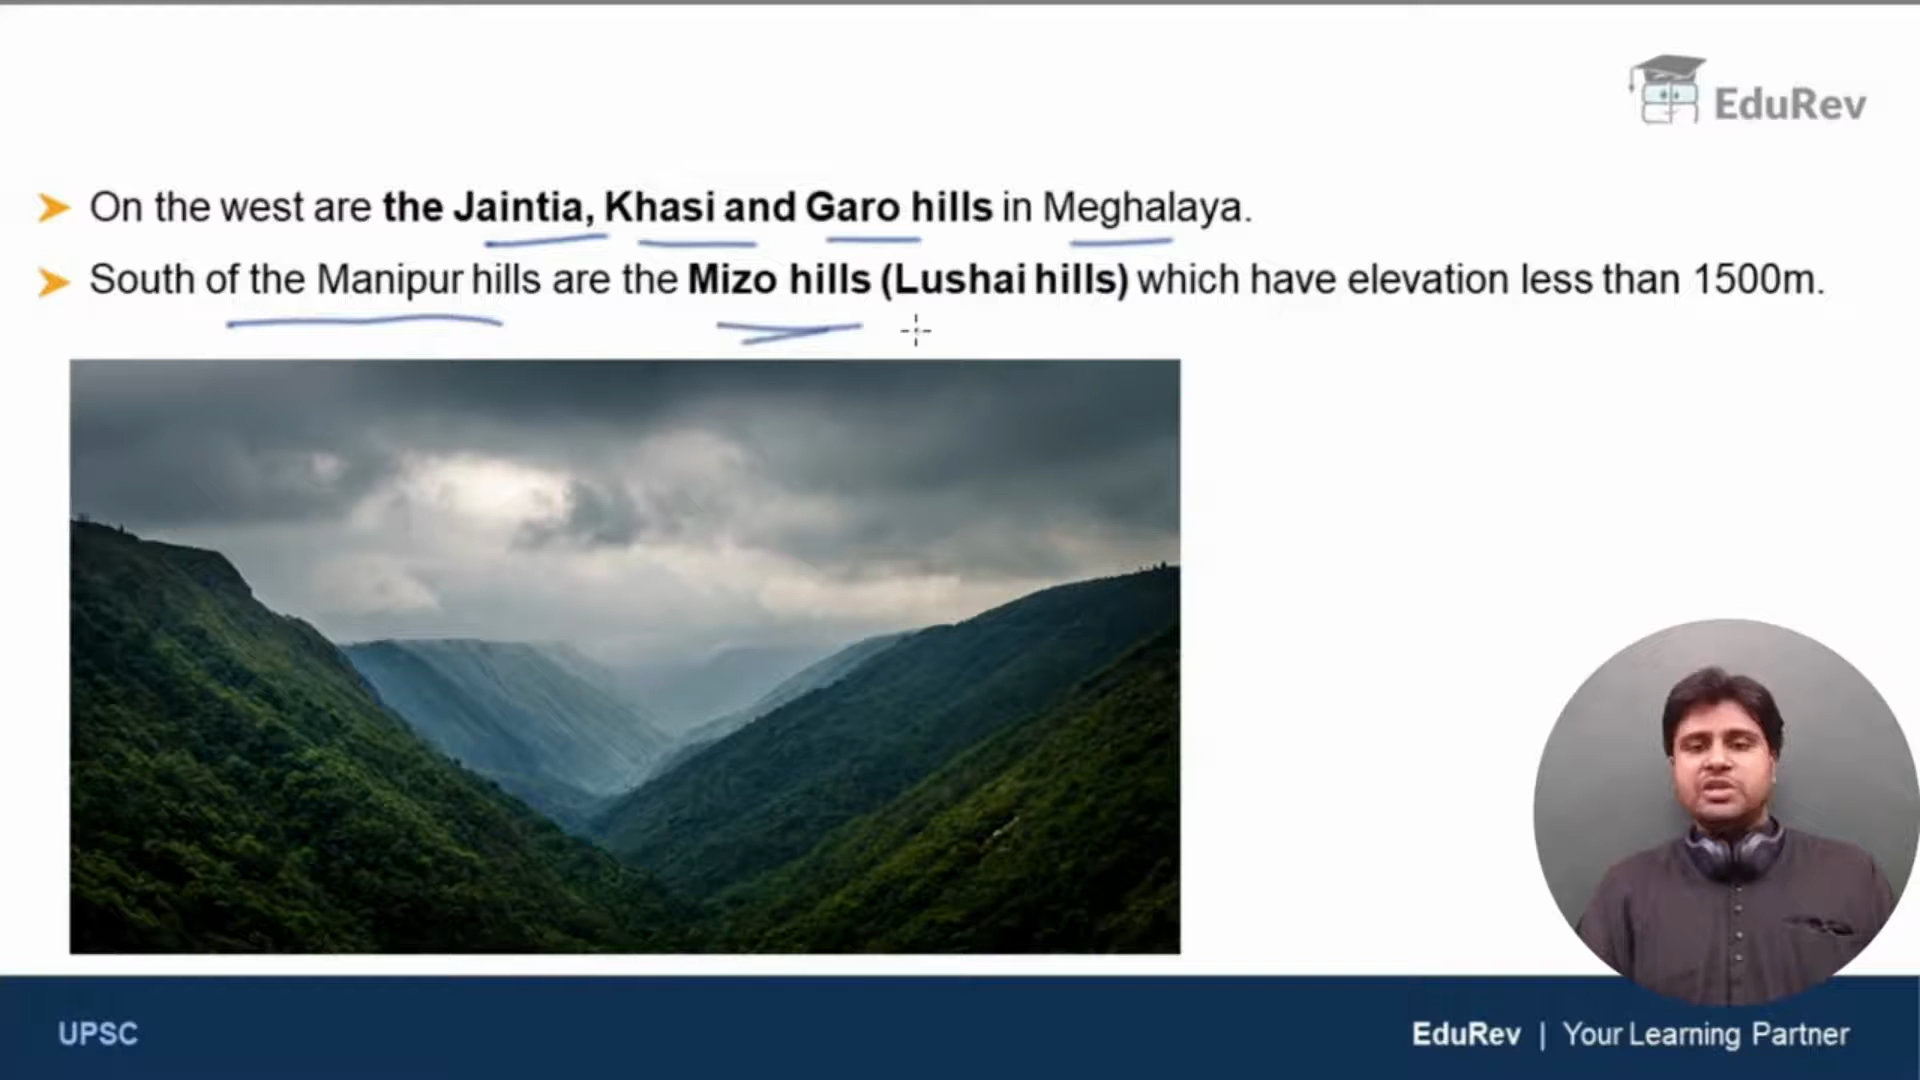 EduRev
On the west are the Jaintia, Khasi and Garo hills in Meghalaya.
South of the Manipur hills are the Mizo hills (Lushai hills) which have elevation less than 1500m.
UPSC
EduRev | Your Learning Partner